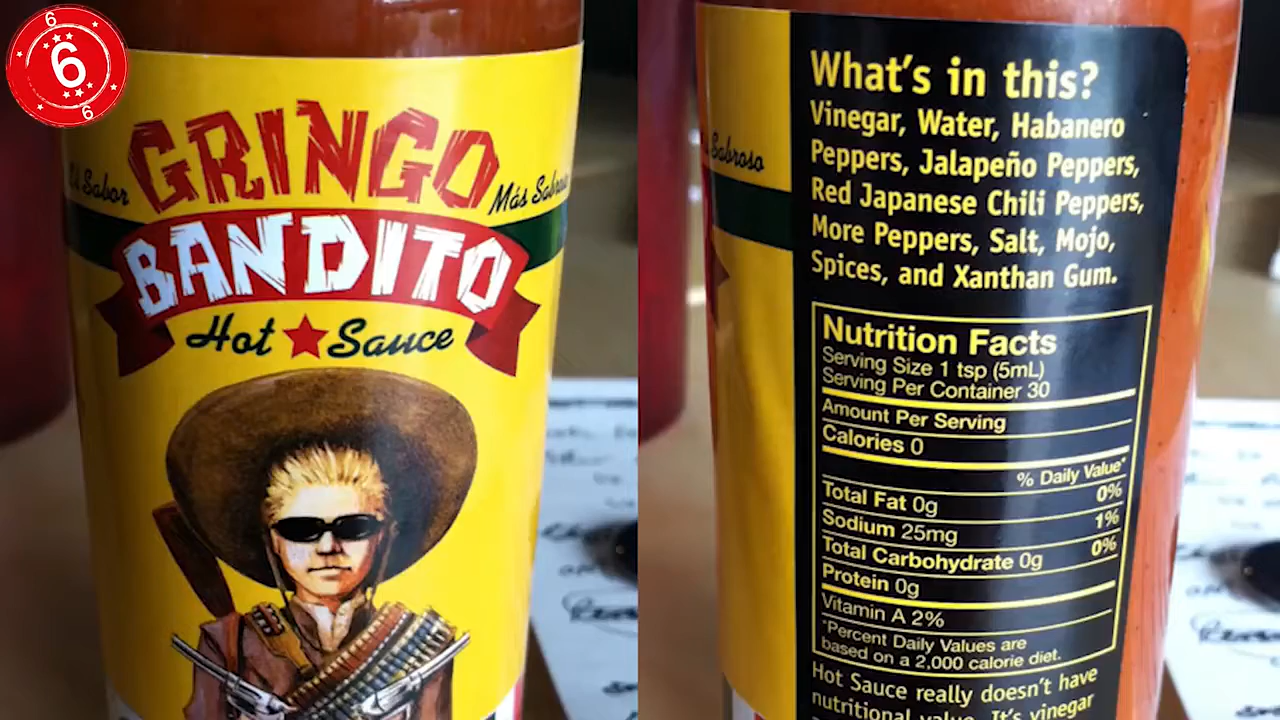 6
6
6
GRINGO
El Sabor
Más Sabroso
BANDITO
Hot Sauce
Sabroso
What's in this?
Vinegar, Water, Habanero
Peppers, Jalapeño Peppers,
Red Japanese Chili Peppers,
More Peppers, Salt, Mojo,
Spices, and Xanthan Gum.
Nutrition Facts
Serving Size 1 tsp (5mL)
Serving Per Container 30
Amount Per Serving
Calories 0
% Daily Value*
Total Fat 0g 0%
Sodium 25mg 1%
Total Carbohydrate 0g 0%
Protein 0g
Vitamin A 2%
*Percent Daily Values are
based on a 2,000 calorie diet.
Hot Sauce really doesn't have
nutritional value. It's vinegar